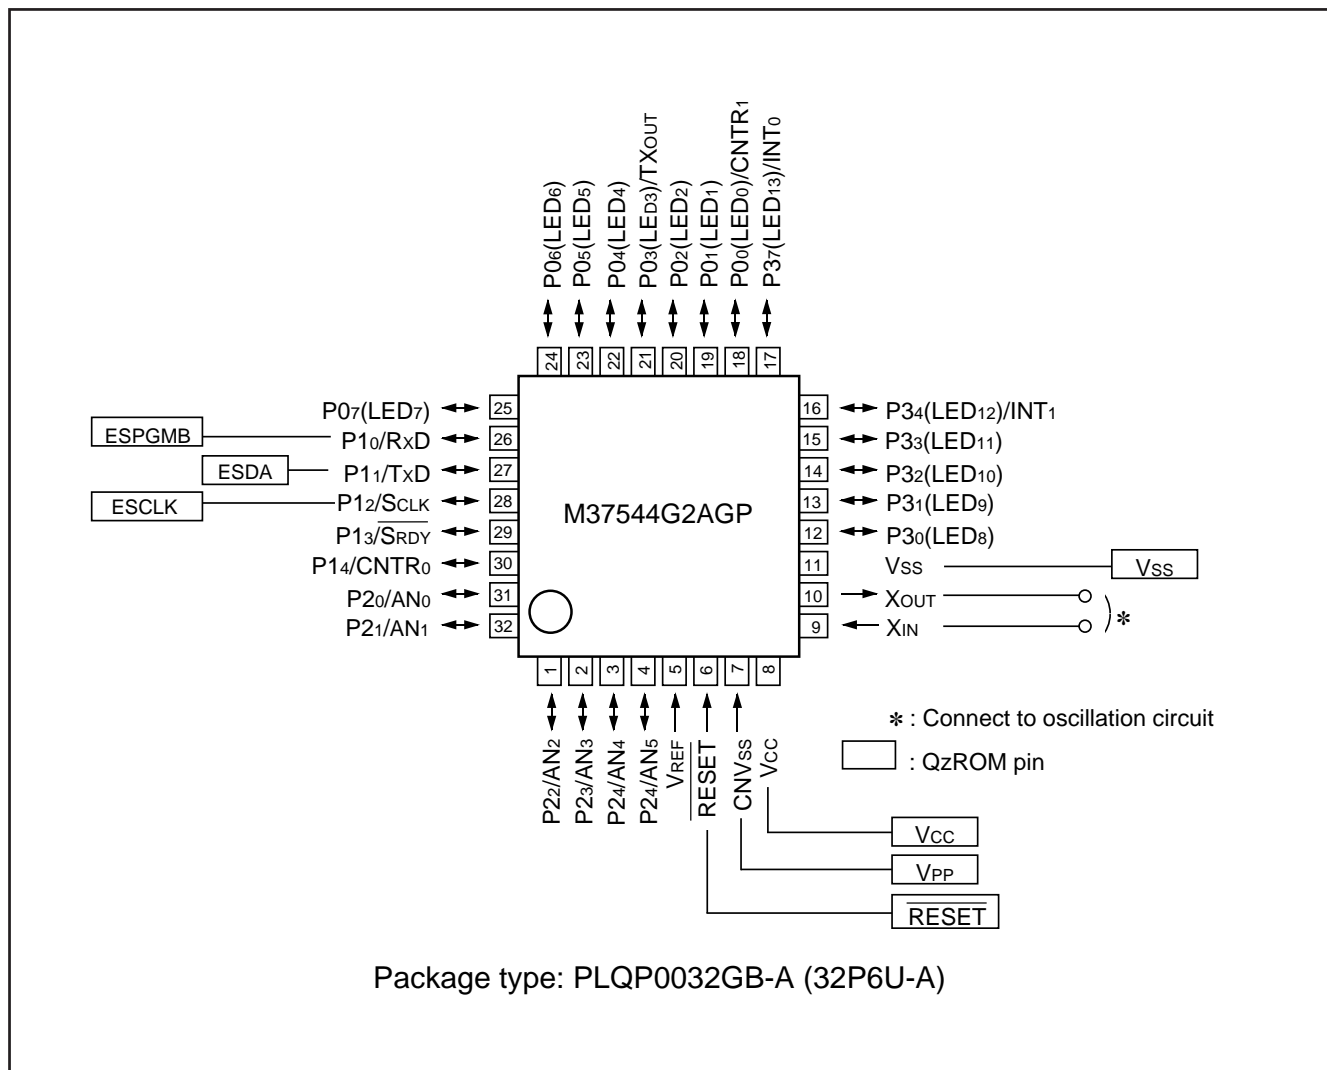 P06(LED6)
P05(LED5)
P04(LED4)
P03(LED3)/TXOUT
P02(LED2)
P01(LED1)
P00(LED0)/CNTR1
P37(LED13)/INT0
24
23
22
21
20
19
18
17
P07(LED7)
25
16
P34(LED12)/INT1
ESPGMB
P10/RXD
26
15
P33(LED11)
ESDA
P11/TXD
27
14
P32(LED10)
ESCLK
P12/SCLK
28
13
P31(LED9)
M37544G2AGP
P13/SRDY
29
12
P30(LED8)
P14/CNTR0
30
11
VSS
VSS
P20/AN0
31
10
XOUT
P21/AN1
32
9
XIN
*
1
2
3
4
5
6
7
8
P22/AN2
P23/AN3
P24/AN4
P24/AN5
VREF
RESET
CNVSS
VCC
* : Connect to oscillation circuit
: QzROM pin
VCC
VPP
RESET
Package type: PLQP0032GB-A (32P6U-A)